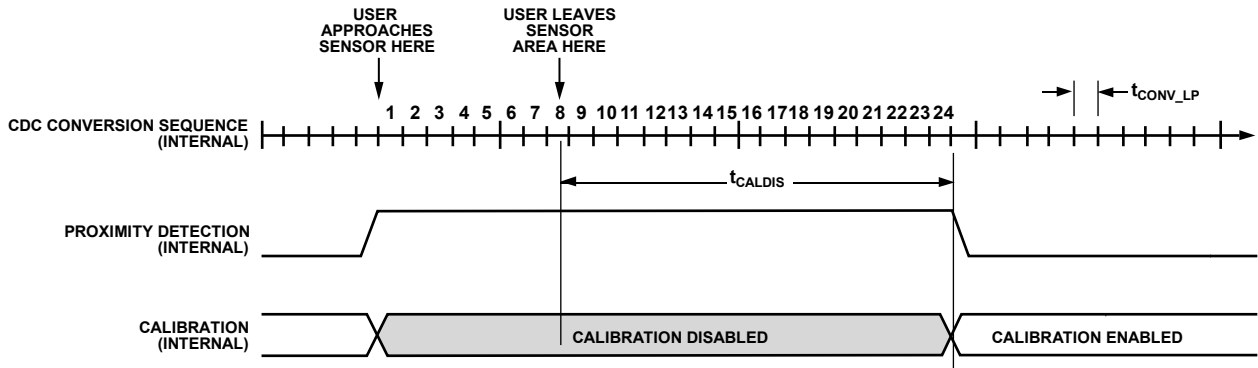 USER
APPROACHES
SENSOR HERE
USER LEAVES
SENSOR
AREA HERE
tCONV_LP
1 2 3 4 5 6 7 8 9 10 11 12 13 14 15 16 17 18 19 20 21 22 23 24
CDC CONVERSION SEQUENCE
(INTERNAL)
tCALDIS
PROXIMITY DETECTION
(INTERNAL)
CALIBRATION
(INTERNAL)
CALIBRATION DISABLED
CALIBRATION ENABLED